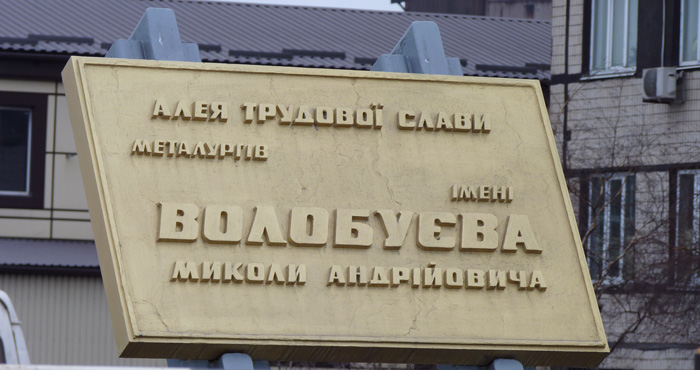 АЛЕЯ ТРУДОВОЇ СЛАВИ
МЕТАЛУРГІВ
ІМЕНІ
ВОЛОБУЄВА
МИКОЛИ АНДРІЙОВИЧА